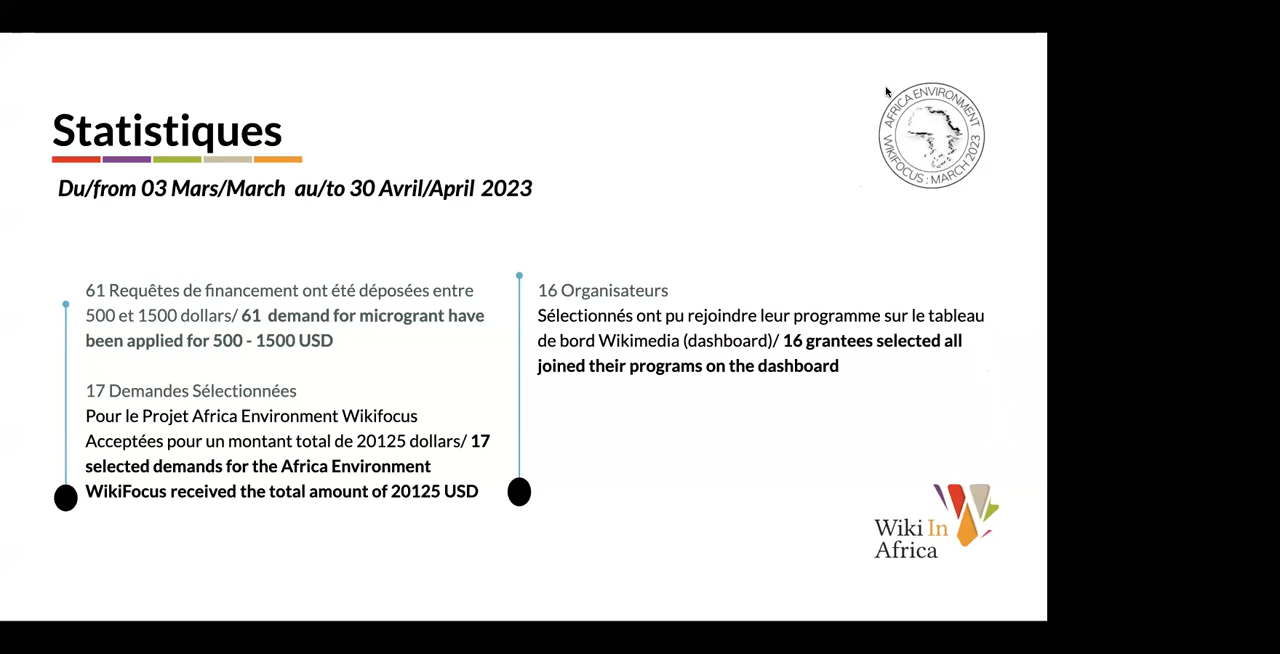 Statistiques
Du/from 03 Mars/March au/to 30 Avril/April 2023
AFRICA ENVIRONMENT
WIKIFOCUS : MARCH 2023
61 Requêtes de financement ont été déposées entre
500 et 1500 dollars/ 61 demand for microgrant have
been applied for 500 - 1500 USD
17 Demandes Sélectionnées
Pour le Projet Africa Environment Wikifocus
Acceptées pour un montant total de 20125 dollars/ 17
selected demands for the Africa Environment
WikiFocus received the total amount of 20125 USD
16 Organisateurs
Sélectionnés ont pu rejoindre leur programme sur le tableau
de bord Wikimedia (dashboard)/ 16 grantees selected all
joined their programs on the dashboard
Wiki In
Africa